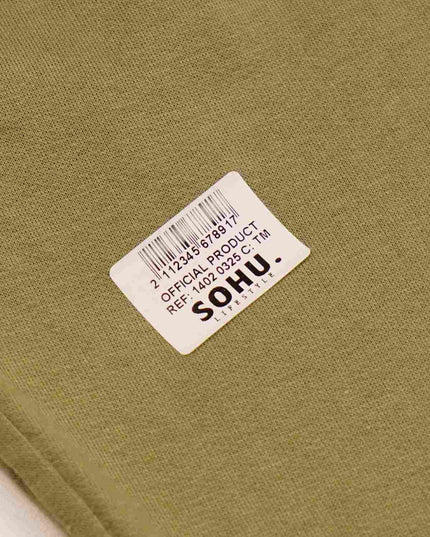 2 112345 678917
OFFICIAL PRODUCT
REF: 1402 0325 C: TM
SOHU.
LIFESTYLE